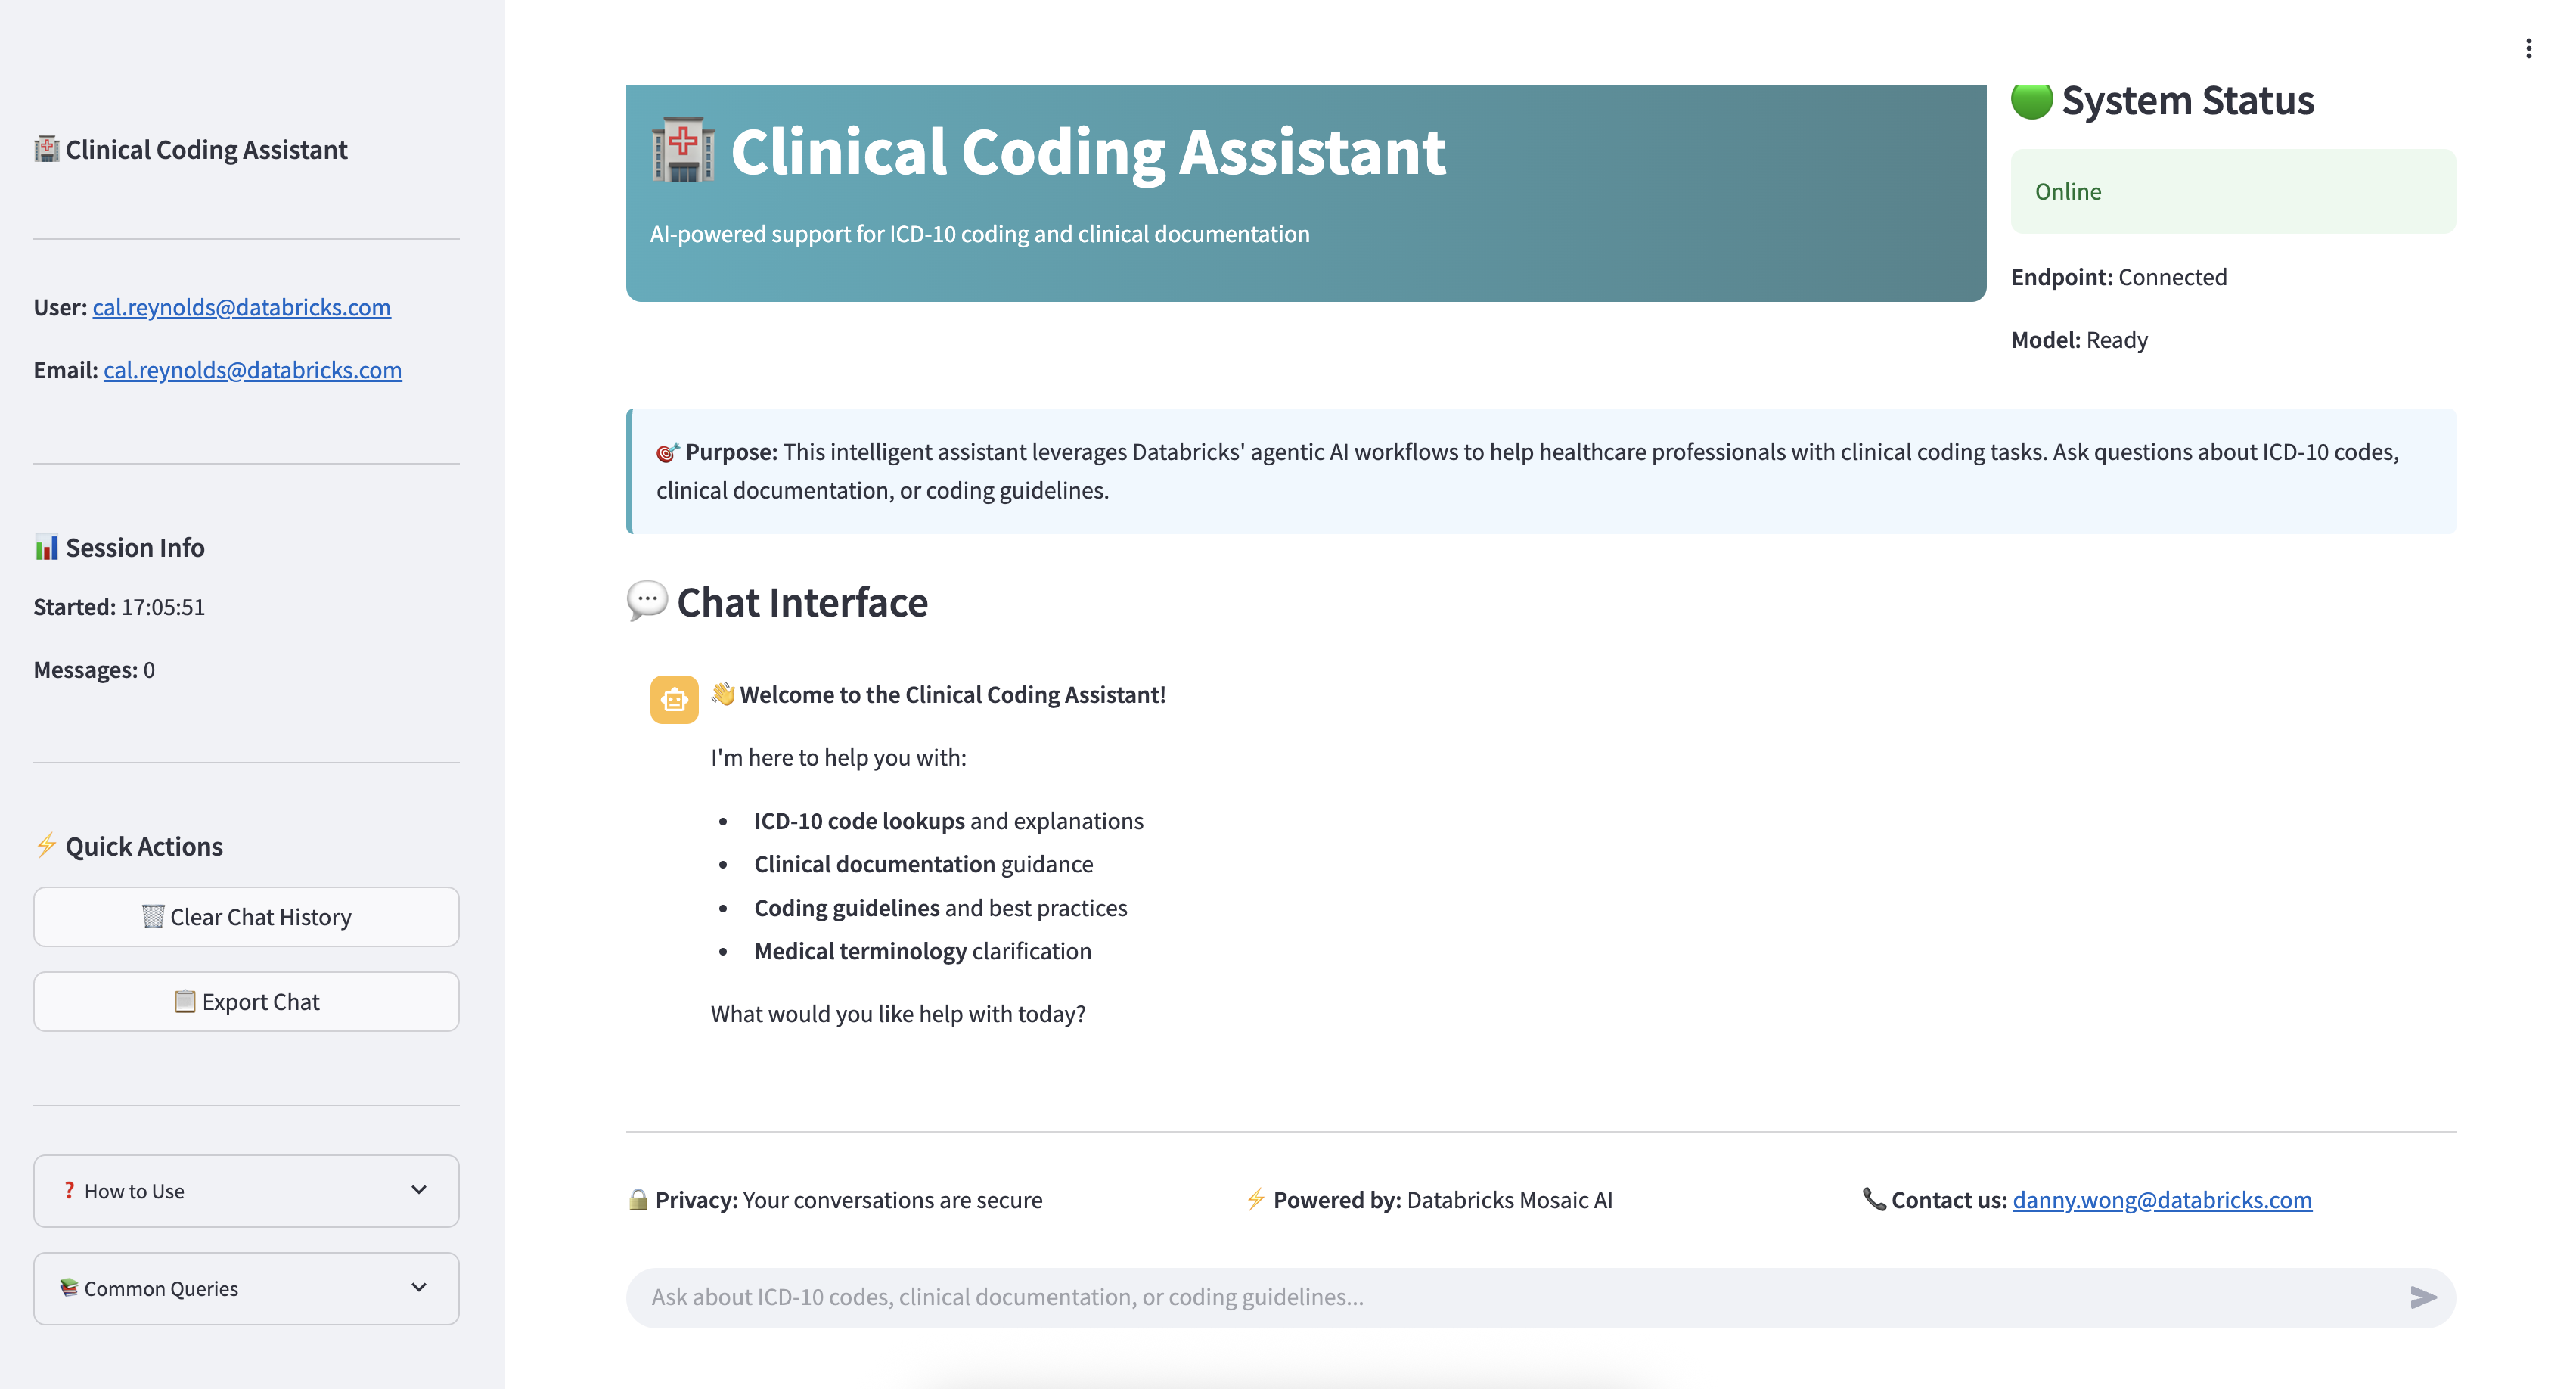 Clinical Coding Assistant
User: cal.reynolds@databricks.com
Email: cal.reynolds@databricks.com
Session Info
Started: 17:05:51
Messages: 0
Quick Actions
Clear Chat History
Export Chat
How to Use
Common Queries
Clinical Coding Assistant
AI-powered support for ICD-10 coding and clinical documentation
System Status
Online
Endpoint: Connected
Model: Ready
Purpose: This intelligent assistant leverages Databricks' agentic AI workflows to help healthcare professionals with clinical coding tasks. Ask questions about ICD-10 codes,
clinical documentation, or coding guidelines.
Chat Interface
Welcome to the Clinical Coding Assistant!
I'm here to help you with:
• ICD-10 code lookups and explanations
• Clinical documentation guidance
• Coding guidelines and best practices
• Medical terminology clarification
What would you like help with today?
Privacy: Your conversations are secure
Powered by: Databricks Mosaic AI
Contact us: danny.wong@databricks.com
Ask about ICD-10 codes, clinical documentation, or coding guidelines...